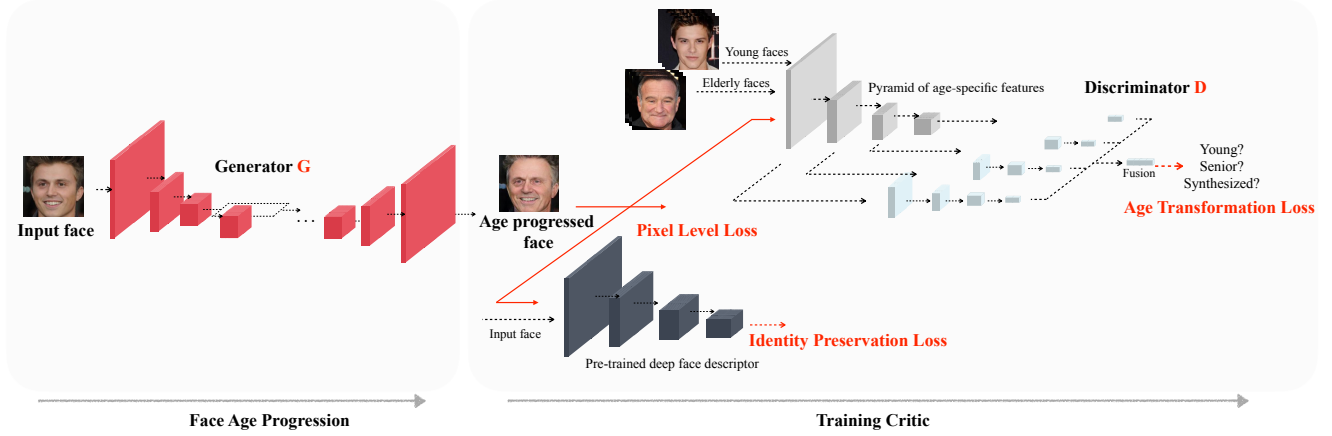 Young faces
Elderly faces
Pyramid of age-specific features
Discriminator D
Generator G
Young?
Senior?
Synthesized?
Fusion
Age Transformation Loss
Input face
Age progressed
face
Pixel Level Loss
Input face
Identity Preservation Loss
Pre-trained deep face descriptor
Face Age Progression
Training Critic